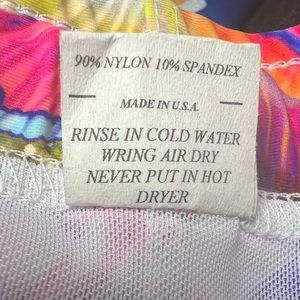 90% NYLON 10% SPANDEX
MADE IN U.S.A.
RINSE IN COLD WATER
WRING AIR DRY
NEVER PUT IN HOT
DRYER